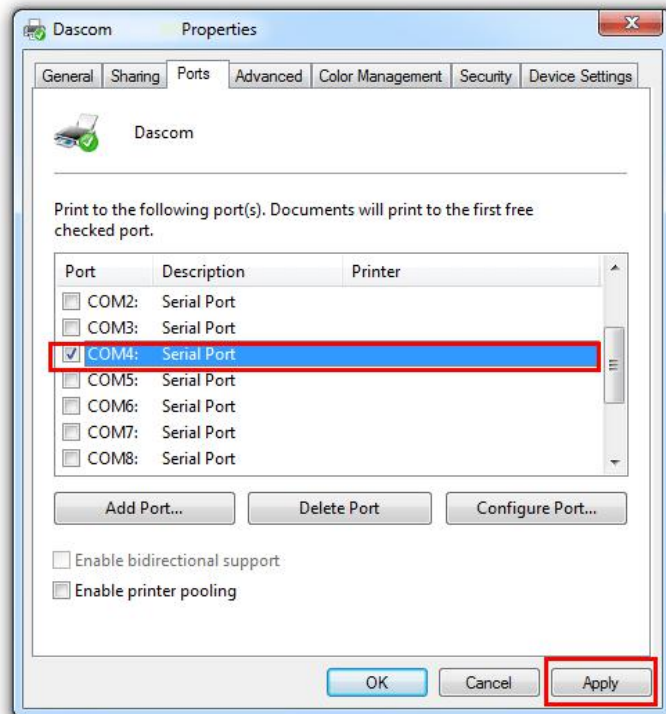 Dascom Properties
General Sharing Ports Advanced Color Management Security Device Settings
Dascom
Print to the following port(s). Documents will print to the first free
checked port.
Port Description Printer
COM2: Serial Port
COM3: Serial Port
COM4: Serial Port
COM5: Serial Port
COM6: Serial Port
COM7: Serial Port
COM8: Serial Port
Add Port... Delete Port Configure Port...
Enable bidirectional support
Enable printer pooling
OK Cancel Apply